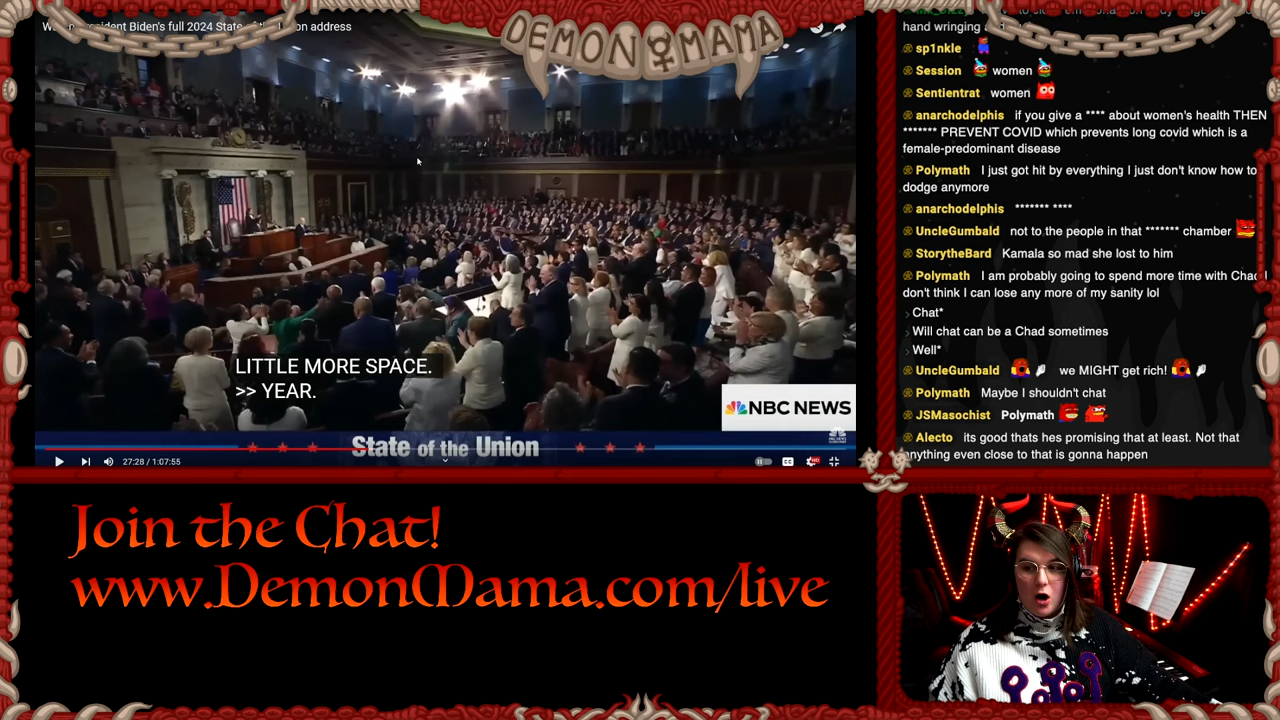 President Biden's full 2024 State
address
DEMON MAMA
LITTLE MORE SPACE.
>> YEAR.
NBC NEWS
State of the Union
27:28 / 1:07:55
CC
HD
hand wringing
sp1nkle
Session women
Sentientrat women
anarchodelphis if you give a **** about women's health THEN
******* PREVENT COVID which prevents long covid which is a
female-predominant disease
Polymath I just got hit by everything I just don't know how to
dodge anymore
anarchodelphis ******* ****
UncleGumbald not to the people in that ******* chamber
StorytheBard Kamala so mad she lost to him
Polymath I am probably going to spend more time with Chad I
don't think I can lose any more of my sanity lol
Chat*
Will chat can be a Chad sometimes
Well*
UncleGumbald we MIGHT get rich!
Polymath Maybe I shouldn't chat
JSMasochist Polymath
Alecto its good thats hes promising that at least. Not that
anything even close to that is gonna happen
Join the Chat!
www.DemonMama.com/live